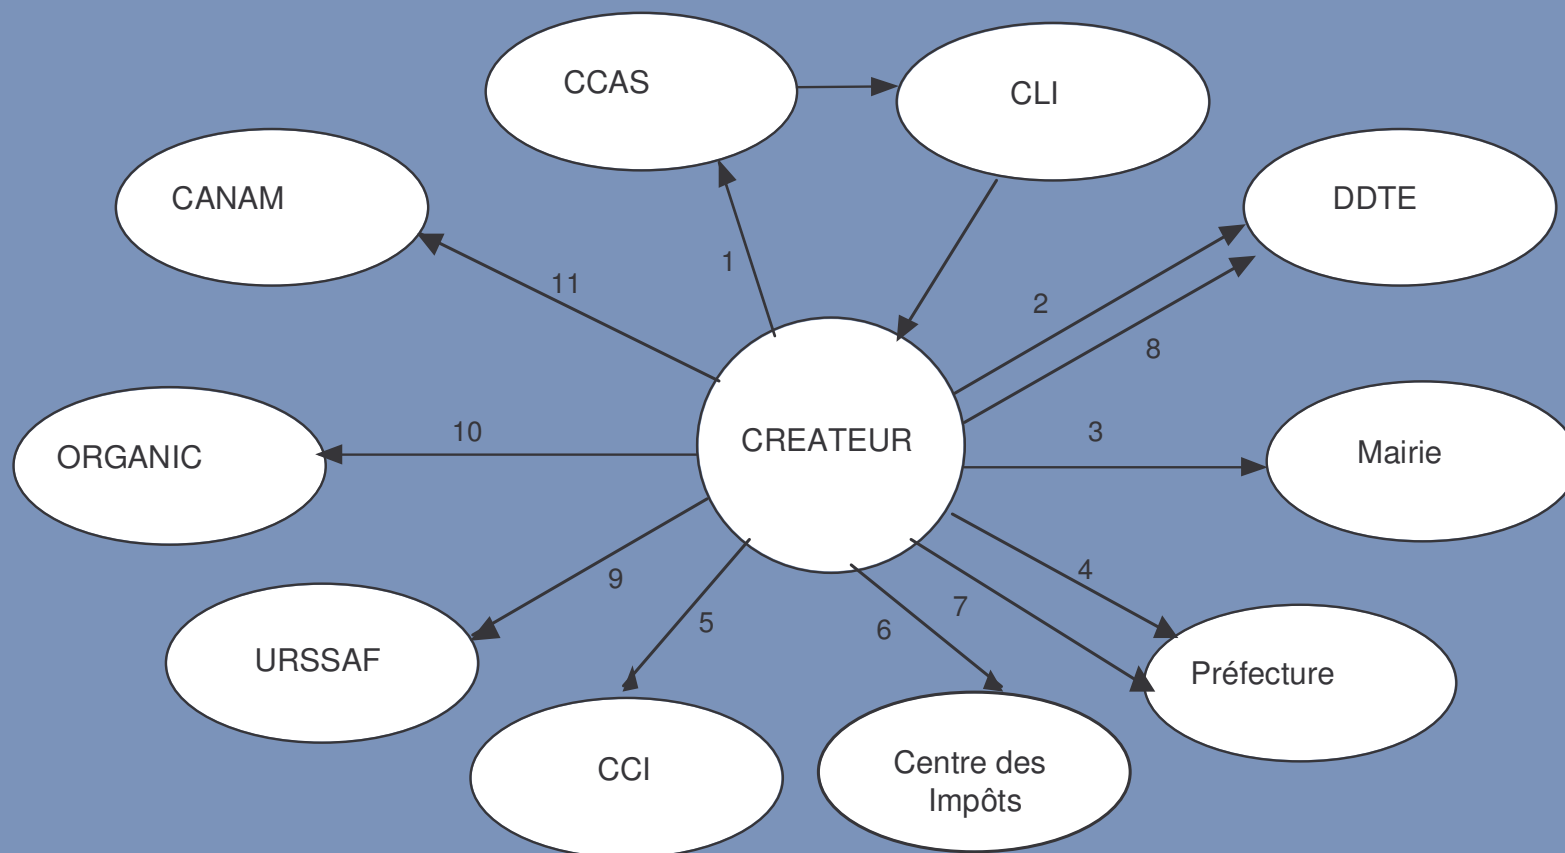 CCAS
CLI
CANAM
DDTE
1
11
2
8
CREATEUR
3
10
ORGANIC
Mairie
9
4
5
6
7
URSSAF
Préfecture
CCI
Centre des
Impôts